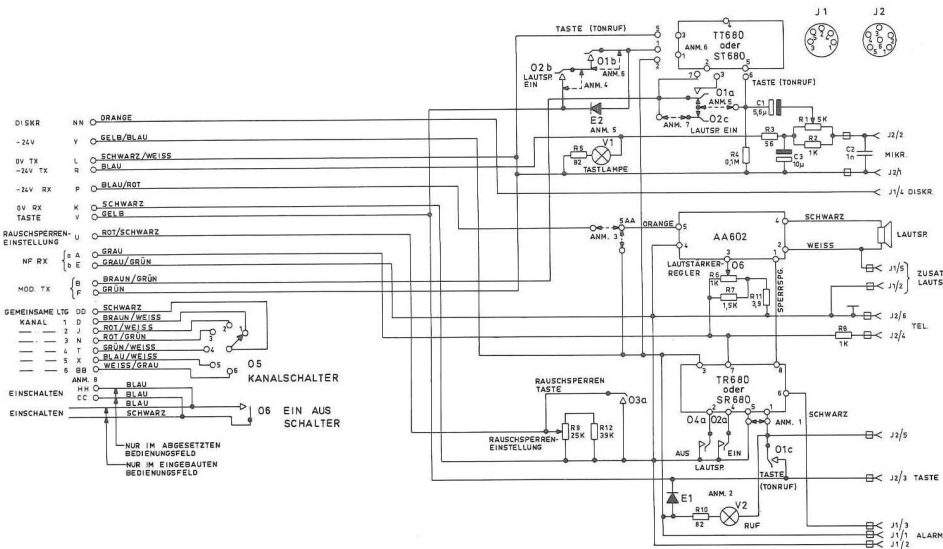 J1
J2
TASTE (TONRUF)
TT680
oder
ST680
ANM.6
O2b
LAUTSP.
EIN
O1b
ANM. 6
ANM. 4
E2
TASTE (TONRUF)
O1a
ANM.5
O2c
ANM. 7
LAUTSP. EIN
C1
5,6µ
R1 5K
R2
1K
R3
56
R4
0,1M
C3
10µ
C2
1n
J2/2
MIKR.
J2/1
J1/4 DISKR.
ANM. 5
V1
R5
82
TASTLAMPE
DISKR NN ORANGE
-24V Y GELB/BLAU
0V TX L SCHWARZ/WEISS
-24V TX R BLAU
-24V RX P BLAU/ROT
0V RX K SCHWARZ
TASTE V GELB
RAUSCHSPERREN-
EINSTELLUNG U ROT/SCHWARZ
NF RX a A GRAU
b E GRAU/GRÜN
MOD. TX B BRAUN/GRÜN
F GRÜN
GEMEINSAME LTG DD SCHWARZ
KANAL 1 D BRAUN/WEISS
2 J ROT/WEISS
3 N ROT/GRÜN
4 T GRÜN/WEISS
5 X BLAU/WEISS
6 BB WEISS/GRAU
O5
KANALSCHALTER
ANM. 8
EINSCHALTEN HH BLAU
CC BLAU
BLAU
EINSCHALTEN SCHWARZ
O6 EIN AUS
SCHALTER
NUR IM ABGESETZTEN
BEDIENUNGSFELD
NUR IM EINGEBAUTEN
BEDIENUNGSFELD
5AA ORANGE
ANM. 3
AA602
SCHWARZ
WEISS
LAUTSP.
LAUTSTÄRKER-
REGLER O6
R6
1K
R7
1,5K
R11
3,9
SPERRSPG.
J1/5
J1/2
ZUSAT
LAUTS
J2/6
TEL.
J2/4
R8
1K
TR680
oder
SR680
SCHWARZ
RAUSCHSPERREN
TASTE
O3a
R9
25K
R12
39K
RAUSCHSPERREN-
EINSTELLUNG
O4a O2a
AUS EIN
LAUTSP.
ANM. 1
O1c
TASTE
(TONRUF)
J2/5
J2/3 TASTE
E1
ANM. 2
V2
R10
82
RUF
J1/3
J1/1 ALARM
J1/2